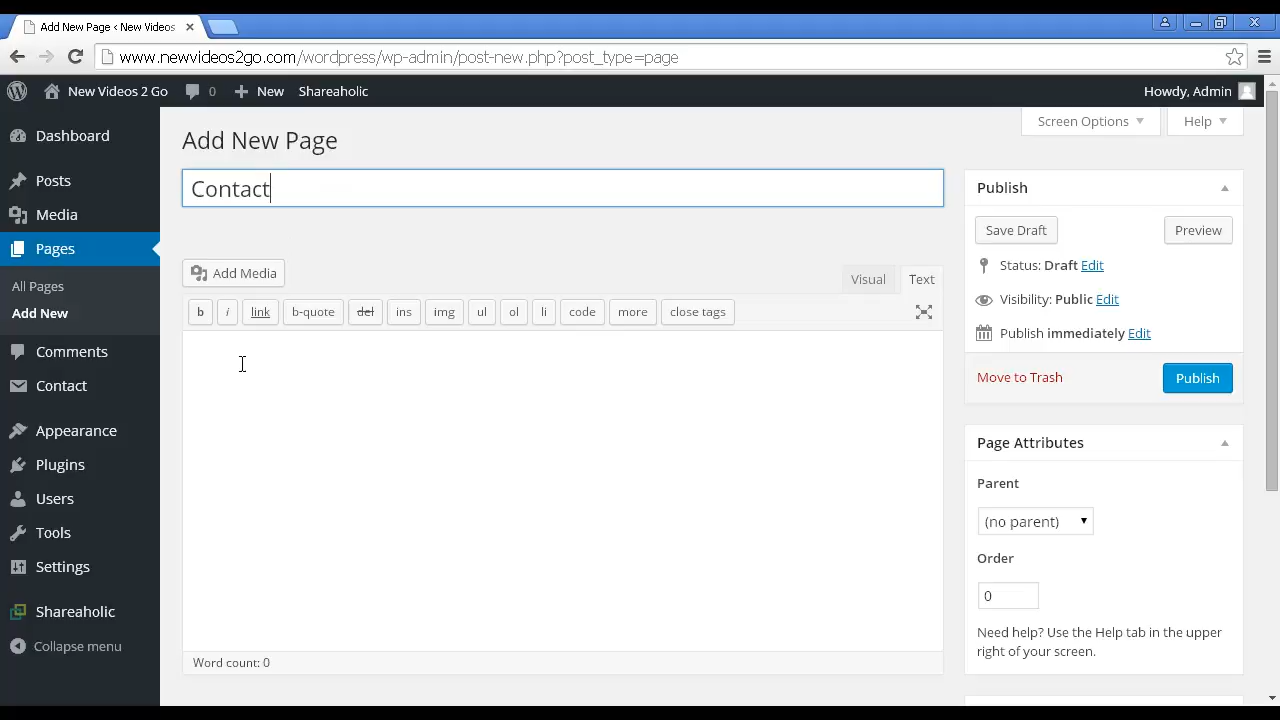 Add New Page ‹ New Videos
www.newvideos2go.com/wordpress/wp-admin/post-new.php?post_type=page
New Videos 2 Go
0
New
Shareaholic
Howdy, Admin
Dashboard
Posts
Media
Pages
All Pages
Add New
Comments
Contact
Appearance
Plugins
Users
Tools
Settings
Shareaholic
Collapse menu
Screen Options
Help
Add New Page
Contact
Add Media
Visual
Text
b
i
link
b-quote
del
ins
img
ul
ol
li
code
more
close tags
Word count: 0
Publish
Save Draft
Preview
Status: Draft Edit
Visibility: Public Edit
Publish immediately Edit
Move to Trash
Publish
Page Attributes
Parent
(no parent)
Order
0
Need help? Use the Help tab in the upper
right of your screen.